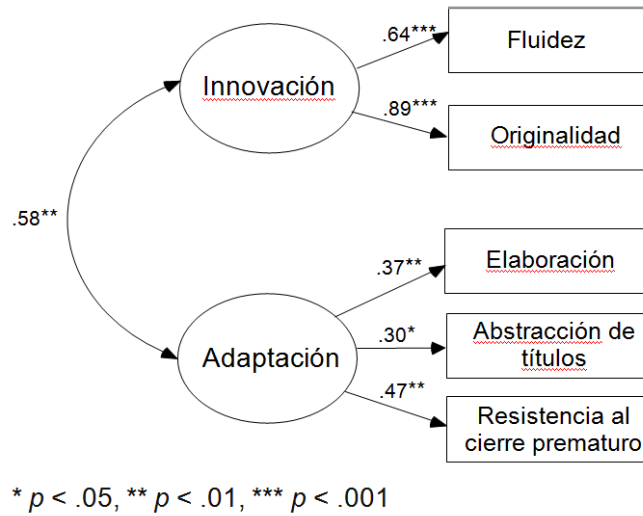 .64***
Fluidez
Innovación
.89***
Originalidad
.58**
.37**
Elaboración
Adaptación
.30*
Abstracción de
títulos
.47**
Resistencia al
cierre prematuro
* p < .05, ** p < .01, *** p < .001